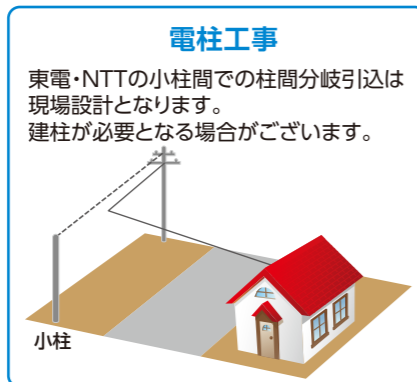 電柱工事
東電・NTTの小柱間での柱間分岐引込は
現場設計となります。
建柱が必要となる場合がございます。
小柱